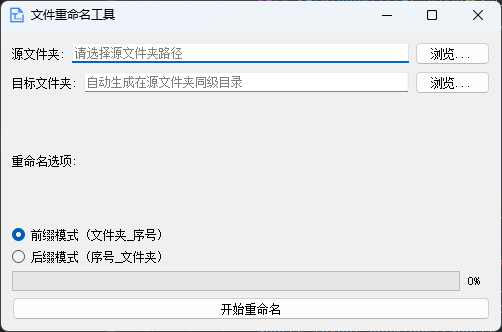 文件重命名工具
源文件夹: 请选择源文件夹路径 浏览...
目标文件夹: 自动生成在源文件夹同级目录 浏览...
重命名选项:
前缀模式（文件夹_序号）
后缀模式（序号_文件夹）
0%
开始重命名